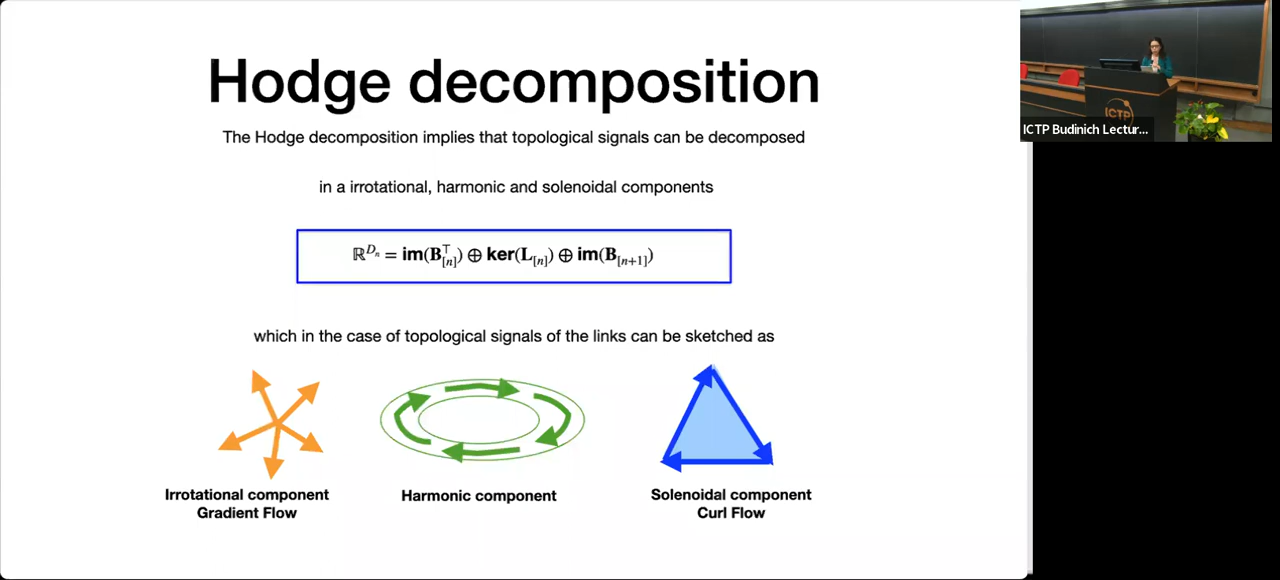 Hodge decomposition
The Hodge decomposition implies that topological signals can be decomposed
in a irrotational, harmonic and solenoidal components
ℝ^{D_n} = im(B^⊤_{[n]}) ⊕ ker(L_{[n]}) ⊕ im(B_{[n+1]})
which in the case of topological signals of the links can be sketched as
Irrotational component
Gradient Flow
Harmonic component
Solenoidal component
Curl Flow
ICTP
ICTP Budinich Lectur...